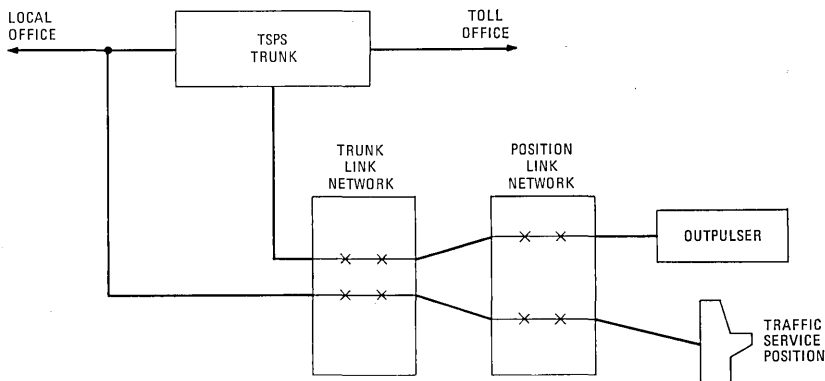 LOCAL
OFFICE
TSPS
TRUNK
TOLL
OFFICE
TRUNK
LINK
NETWORK
POSITION
LINK
NETWORK
OUTPULSER
TRAFFIC
SERVICE
POSITION